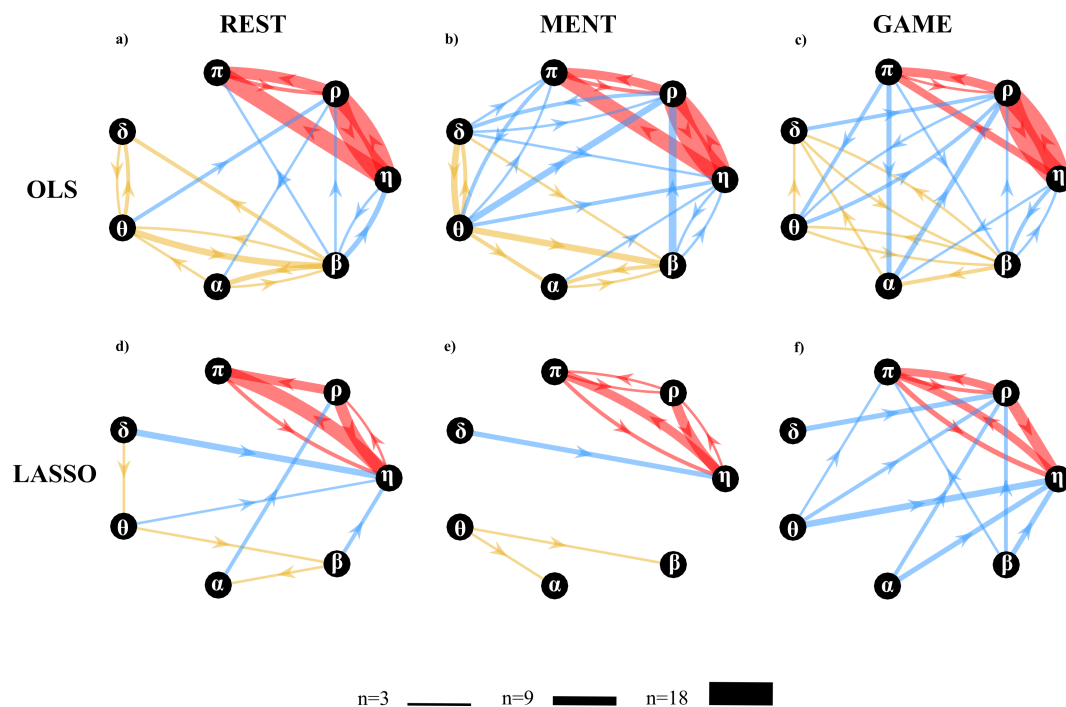 REST MENT GAME
a) b) c)
π π π
ρ ρ ρ
δ δ δ
OLS
η η η
θ θ θ
β β β
α α α
d) e) f)
π π π
ρ ρ ρ
δ δ δ
LASSO
η η η
θ θ θ
β β β
α α α
n=3 n=9 n=18